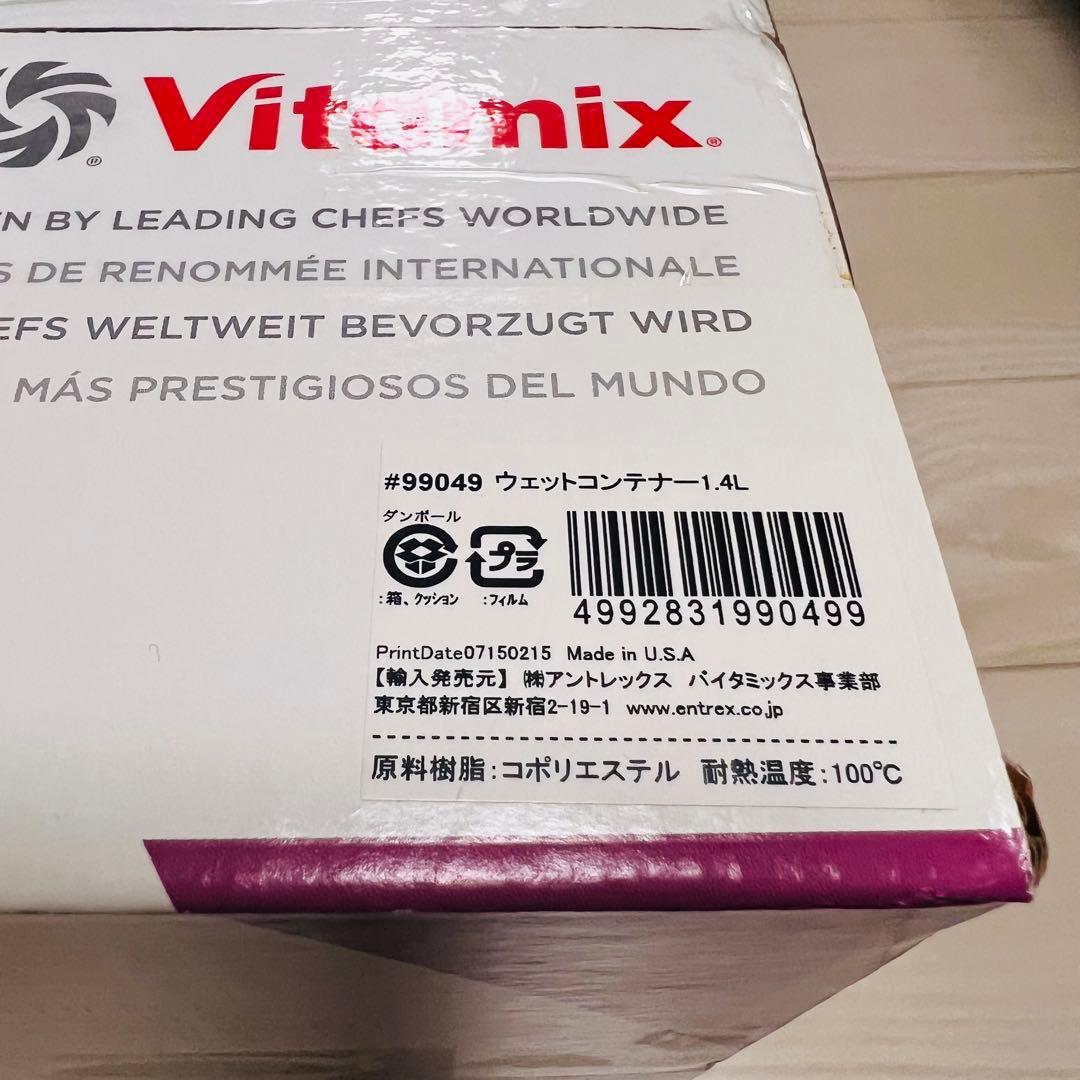 Vitamix®
®
BY LEADING CHEFS WORLDWIDE
DE RENOMMÉE INTERNATIONALE
WELTWEIT BEVORZUGT WIRD
MÁS PRESTIGIOSOS DEL MUNDO
#99049 ウェットコンテナー1.4L
ダンボール
プラ
:箱、クッション :フィルム
4992831990499
PrintDate07150215 Made in U.S.A
【輸入発売元】 ㈱アントレックス バイタミックス事業部
東京都新宿区新宿2-19-1 www.entrex.co.jp
原料樹脂:コポリエステル 耐熱温度:100℃